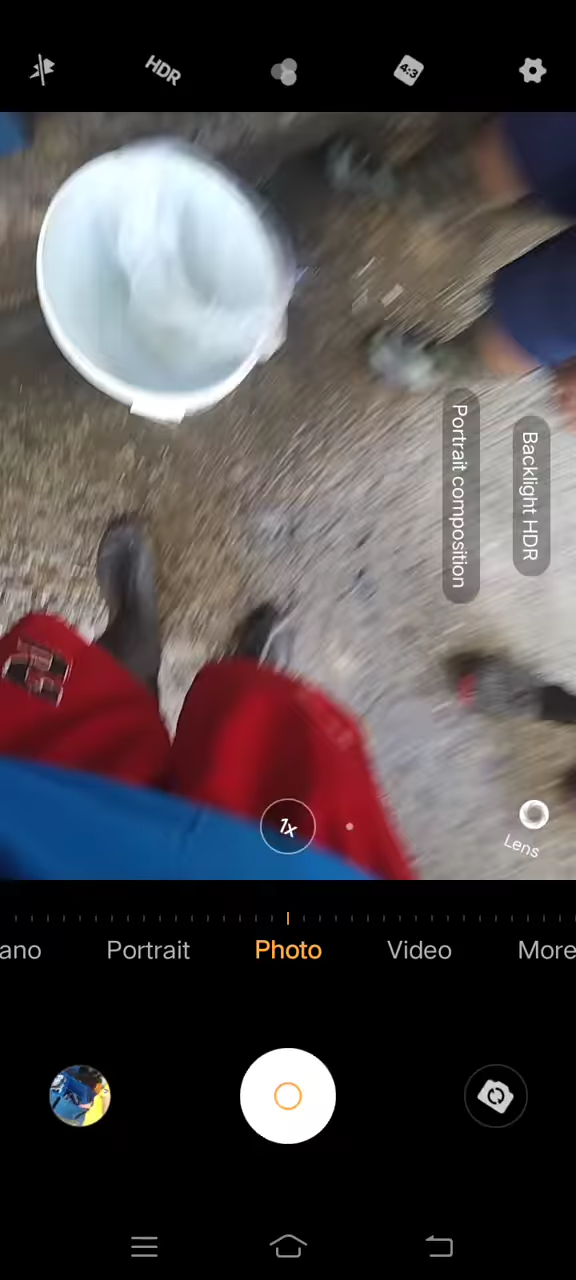 HDR
4:3
Portrait composition
Backlight HDR
1x
Lens
ano
Portrait
Photo
Video
More